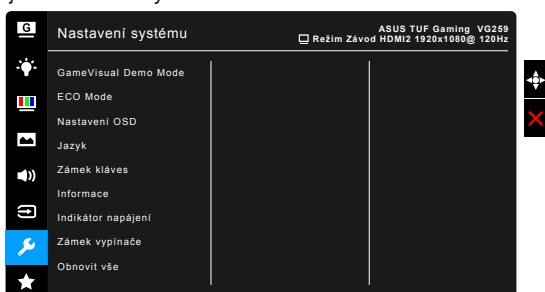 G
Nastavení systému
ASUS TUF Gaming VG259
Režim Závod HDMI2 1920x1080@ 120Hz
GameVisual Demo Mode
ECO Mode
Nastavení OSD
Jazyk
Zámek kláves
Informace
Indikátor napájení
Zámek vypínače
Obnovit vše